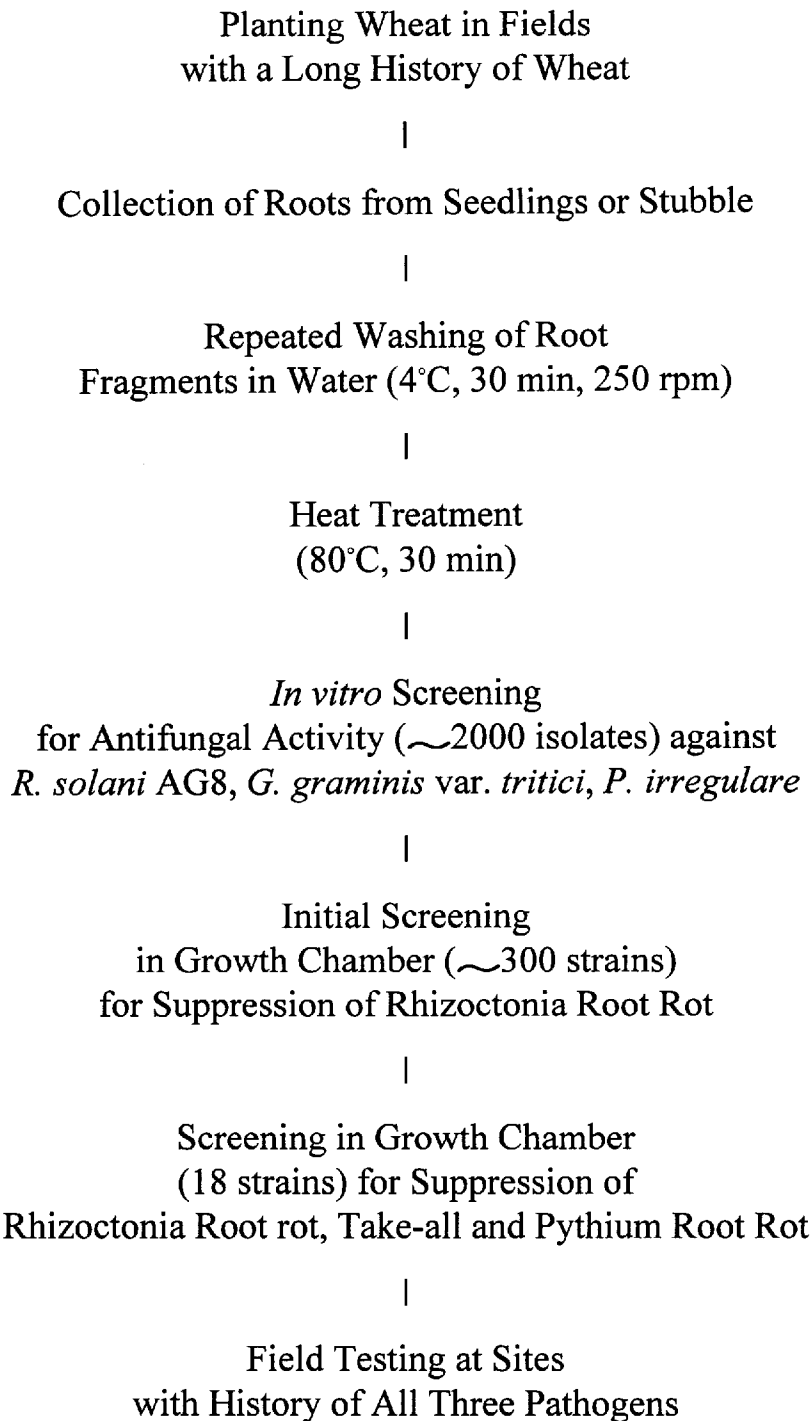 Planting Wheat in Fields
with a Long History of Wheat
Collection of Roots from Seedlings or Stubble
Repeated Washing of Root
Fragments in Water (4°C, 30 min, 250 rpm)
Heat Treatment
(80°C, 30 min)
In vitro Screening
for Antifungal Activity (~2000 isolates) against
R. solani AG8, G. graminis var. tritici, P. irregulare
Initial Screening
in Growth Chamber (~300 strains)
for Suppression of Rhizoctonia Root Rot
Screening in Growth Chamber
(18 strains) for Suppression of
Rhizoctonia Root rot, Take-all and Pythium Root Rot
Field Testing at Sites
with History of All Three Pathogens